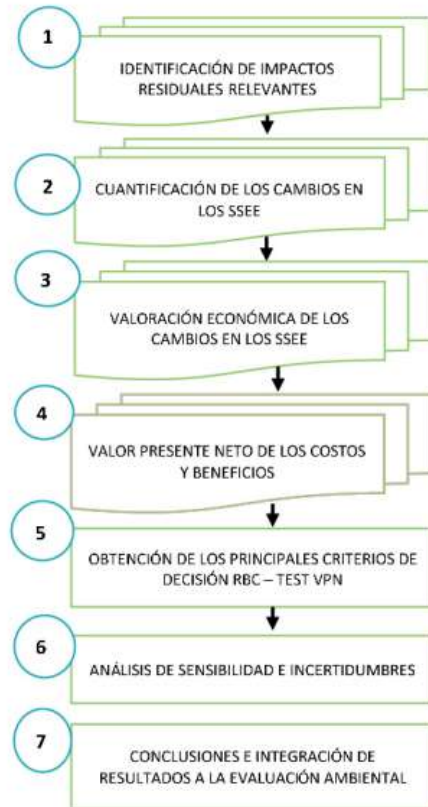 1
IDENTIFICACIÓN DE IMPACTOS
RESIDUALES RELEVANTES
2
CUANTIFICACIÓN DE LOS CAMBIOS EN
LOS SSEE
3
VALORACIÓN ECONÓMICA DE LOS
CAMBIOS EN LOS SSEE
4
VALOR PRESENTE NETO DE LOS COSTOS
Y BENEFICIOS
5
OBTENCIÓN DE LOS PRINCIPALES CRITERIOS DE
DECISIÓN RBC – TEST VPN
6
ANÁLISIS DE SENSIBILIDAD E INCERTIDUMBRES
7
CONCLUSIONES E INTEGRACIÓN DE
RESULTADOS A LA EVALUACIÓN AMBIENTAL